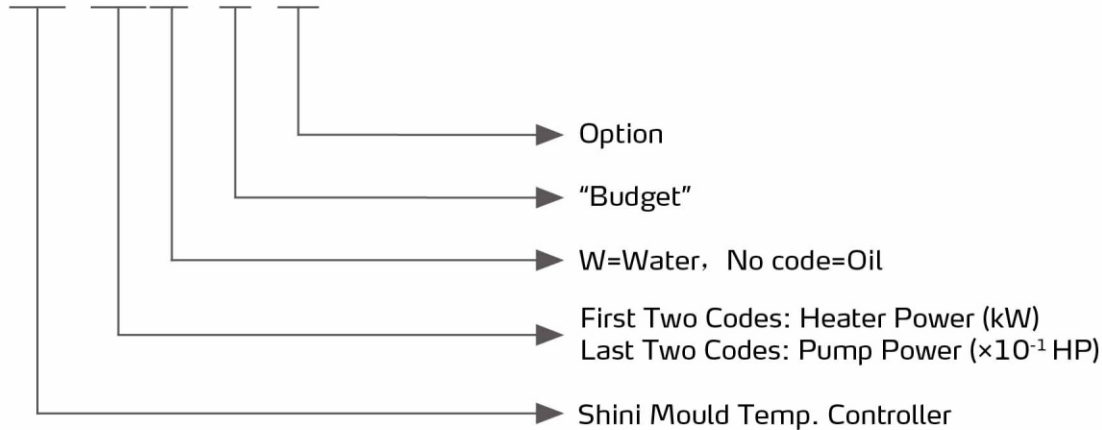 Option
“Budget”
W=Water， No code=Oil
First Two Codes: Heater Power (kW)
Last Two Codes: Pump Power (×10⁻¹ HP)
Shini Mould Temp. Controller